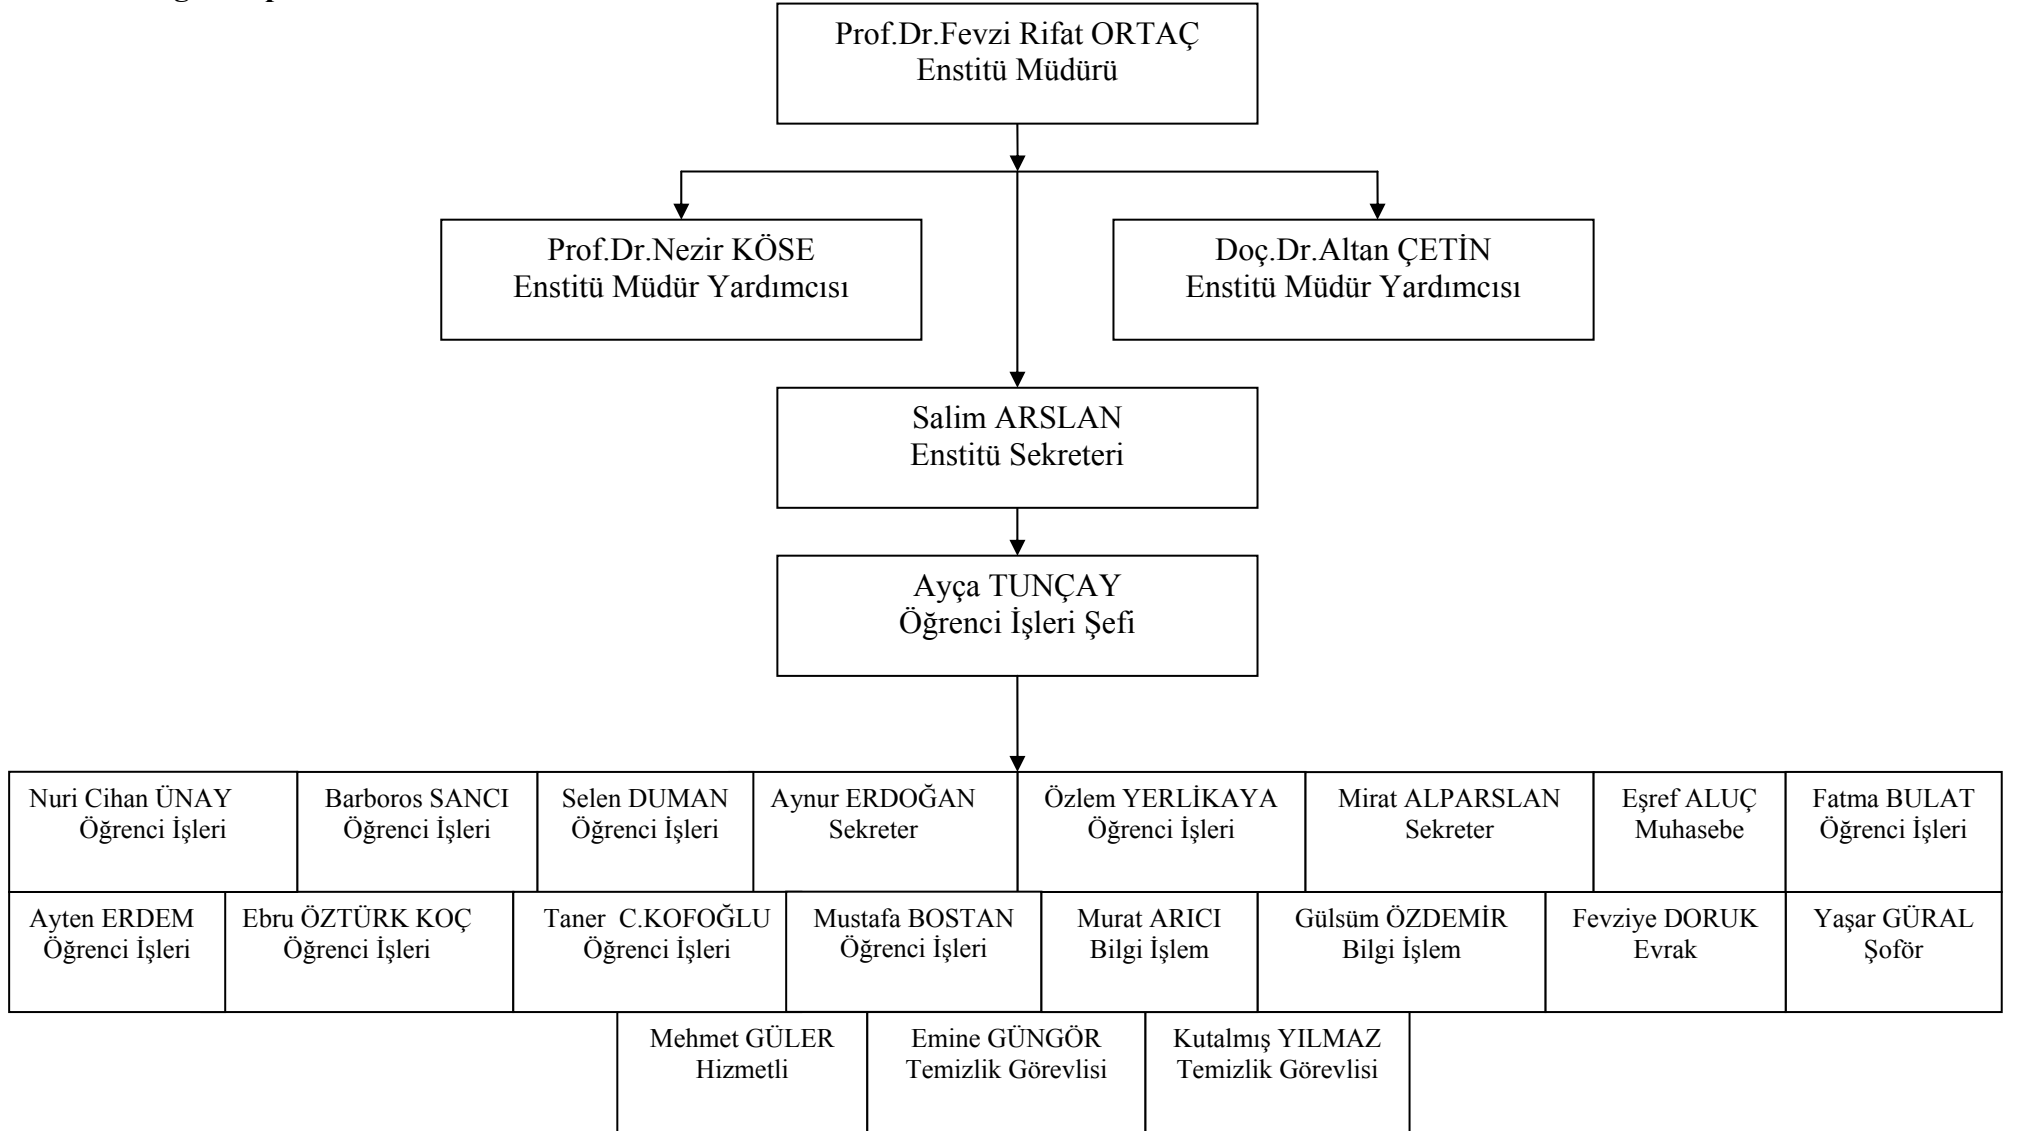 Prof.Dr.Fevzi Rifat ORTAÇ
Enstitü Müdürü
Prof.Dr.Nezir KÖSE
Enstitü Müdür Yardımcısı
Doç.Dr.Altan ÇETİN
Enstitü Müdür Yardımcısı
Salim ARSLAN
Enstitü Sekreteri
Ayça TUNÇAY
Öğrenci İşleri Şefi
Nuri Cihan ÜNAY
Öğrenci İşleri
Barboros SANCI
Öğrenci İşleri
Selen DUMAN
Öğrenci İşleri
Aynur ERDOĞAN
Sekreter
Özlem YERLİKAYA
Öğrenci İşleri
Mirat ALPARSLAN
Sekreter
Eşref ALUÇ
Muhasebe
Fatma BULAT
Öğrenci İşleri
Ayten ERDEM
Öğrenci İşleri
Ebru ÖZTÜRK KOÇ
Öğrenci İşleri
Taner C.KOFOĞLU
Öğrenci İşleri
Mustafa BOSTAN
Öğrenci İşleri
Murat ARICI
Bilgi İşlem
Gülsüm ÖZDEMİR
Bilgi İşlem
Fevziye DORUK
Evrak
Yaşar GÜRAL
Şoför
Mehmet GÜLER
Hizmetli
Emine GÜNGÖR
Temizlik Görevlisi
Kutalmış YILMAZ
Temizlik Görevlisi